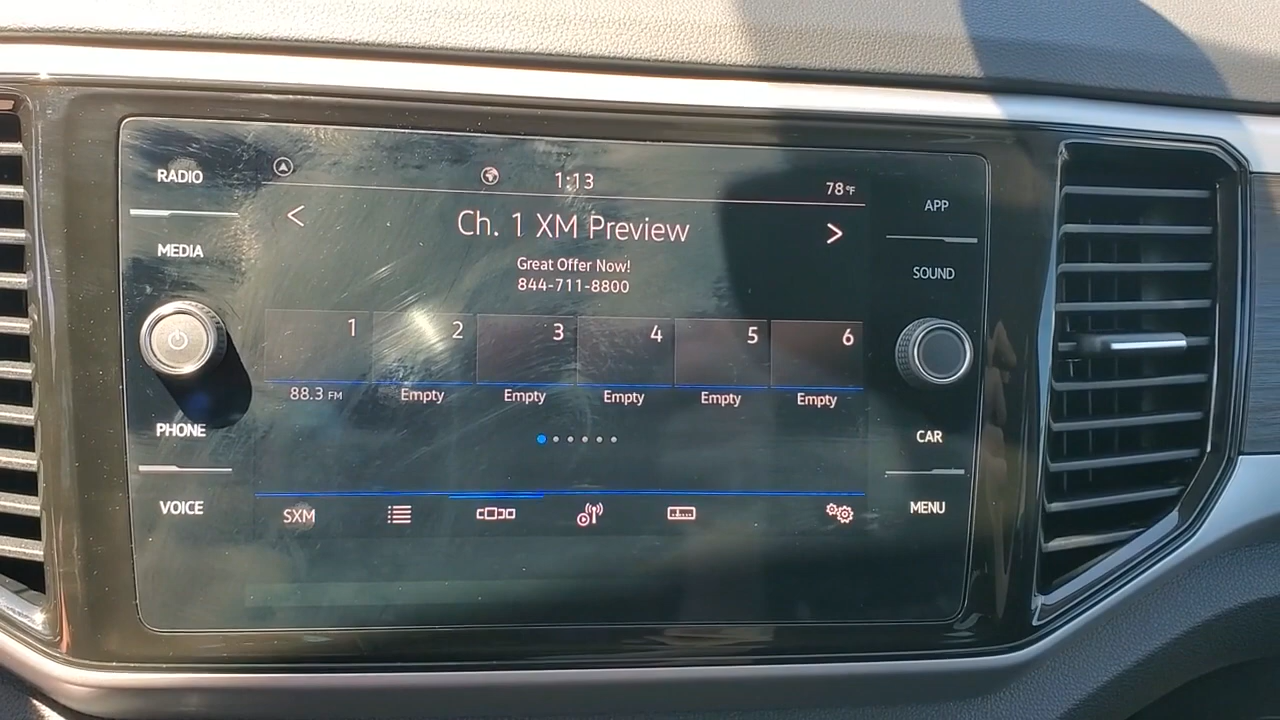 RADIO
MEDIA
PHONE
VOICE
1:13
78°F
<
Ch. 1 XM Preview
>
Great Offer Now!
844-711-8800
1 2 3 4 5 6
88.3 FM Empty Empty Empty Empty Empty
SXM
APP
SOUND
CAR
MENU